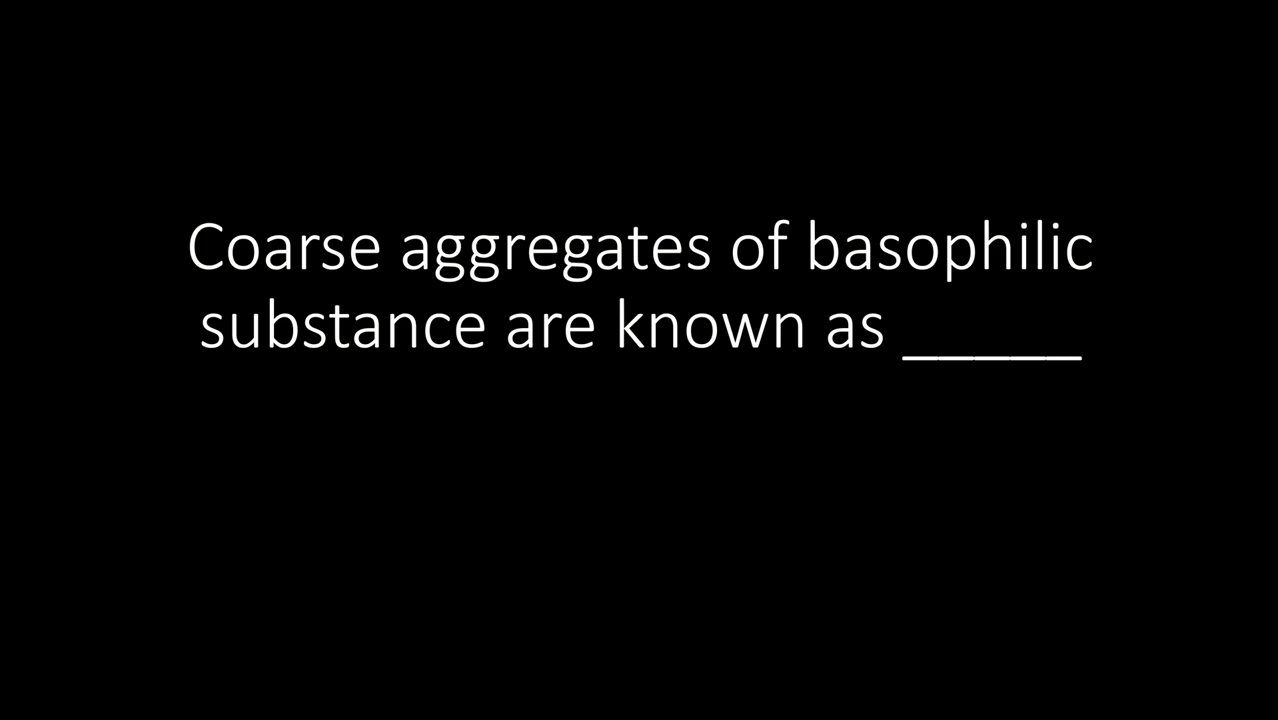 Coarse aggregates of basophilic
substance are known as _____